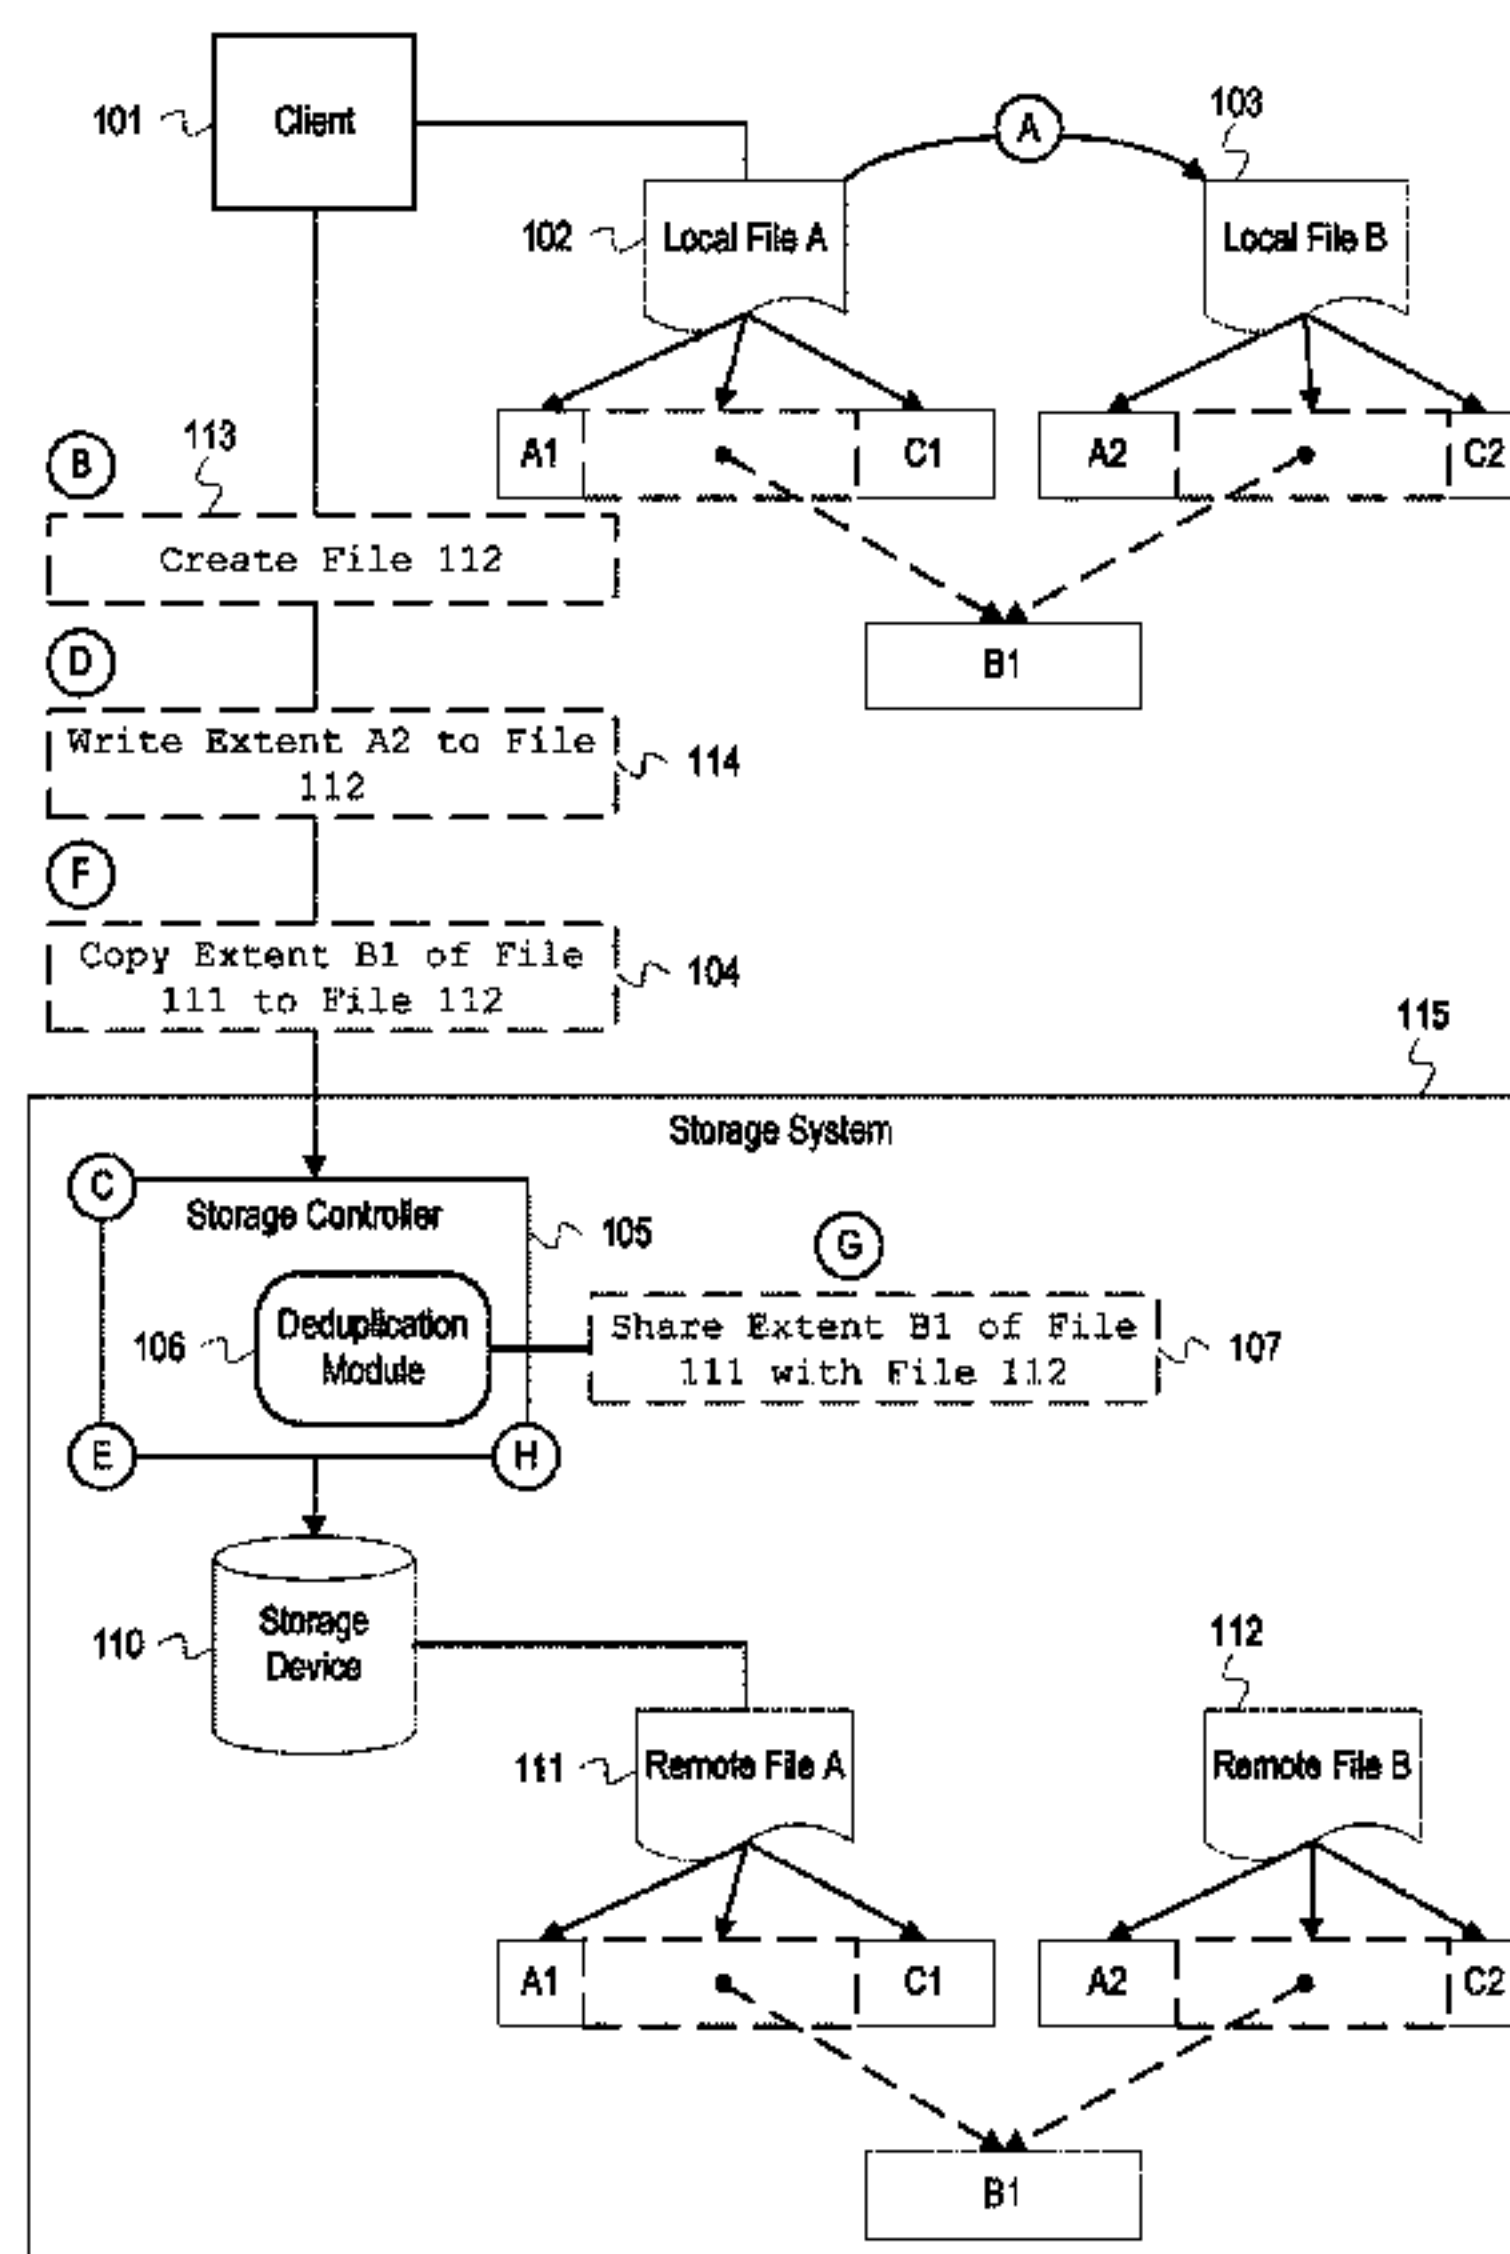 101
Client
A
103
102
Local File A
Local File B
A1
C1
A2
C2
B
113
Create File 112
B1
D
Write Extent A2 to File
112
114
F
Copy Extent B1 of File
111 to File 112
104
115
Storage System
C
Storage Controller
105
G
106
Deduplication
Module
Share Extent B1 of File
111 with File 112
107
E
H
110
Storage
Device
112
111
Remote File A
Remote File B
A1
C1
A2
C2
B1